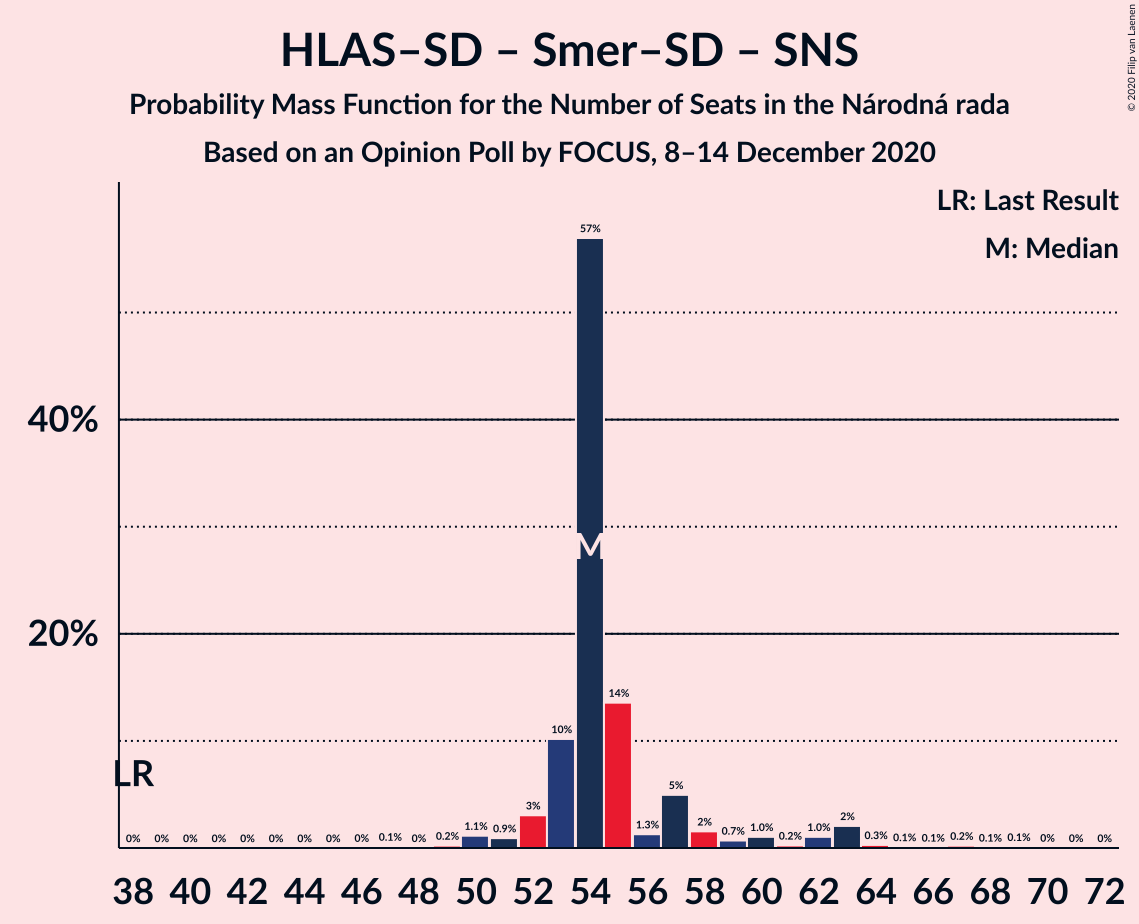 HLAS–SD – Smer–SD – SNS
Probability Mass Function for the Number of Seats in the Národná rada
Based on an Opinion Poll by FOCUS, 8–14 December 2020
© 2020 Filip van Laenen
LR: Last Result
M: Median
40%
20%
LR
M
0% 0% 0% 0% 0% 0% 0% 0% 0% 0.1% 0% 0.2% 1.1% 0.9% 3% 10% 57% 14% 1.3% 5% 2% 0.7% 1.0% 0.2% 1.0% 2% 0.3% 0.1% 0.1% 0.2% 0.1% 0.1% 0% 0% 0%
38 40 42 44 46 48 50 52 54 56 58 60 62 64 66 68 70 72